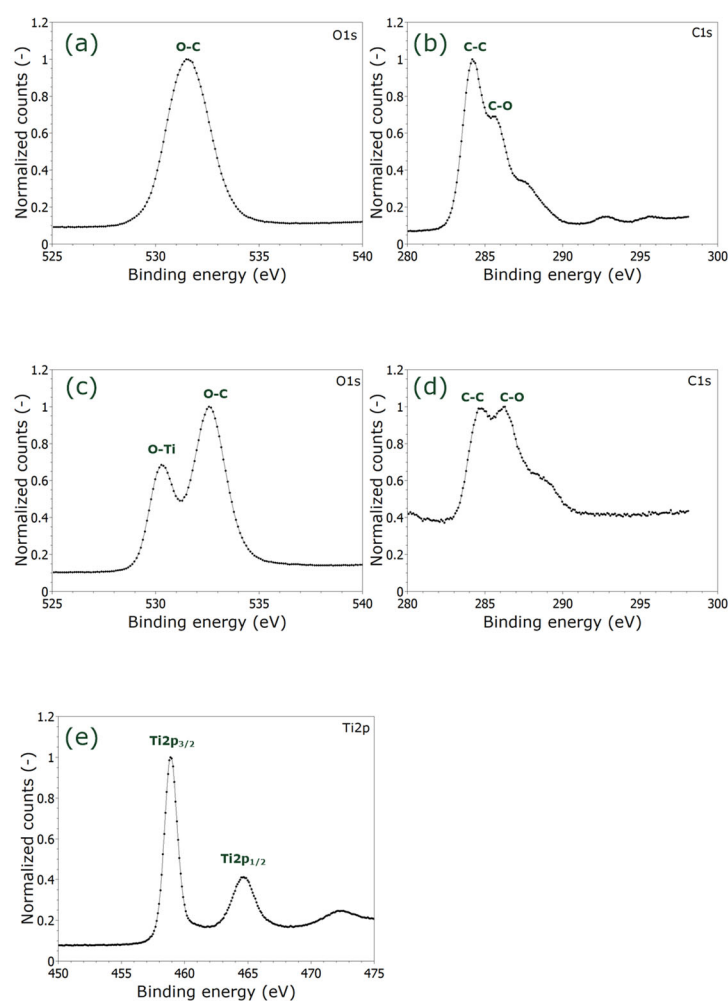 (a)
O1s
O-C
Normalized counts (-)
1.2
1
0.8
0.6
0.4
0.2
0
525 530 535 540
Binding energy (eV)
(b)
C1s
C-C
C-O
Normalized counts (-)
1.2
1
0.8
0.6
0.4
0.2
0
280 285 290 295 300
Binding energy (eV)
(c)
O1s
O-C
O-Ti
Normalized counts (-)
1.2
1
0.8
0.6
0.4
0.2
0
525 530 535 540
Binding energy (eV)
(d)
C1s
C-C C-O
Normalized counts (-)
1.2
1
0.8
0.6
0.4
0.2
0
280 285 290 295 300
Binding energy (eV)
(e)
Ti2p
Ti2p3/2
Ti2p1/2
Normalized counts (-)
1.2
1
0.8
0.6
0.4
0.2
0
450 455 460 465 470 475
Binding energy (eV)